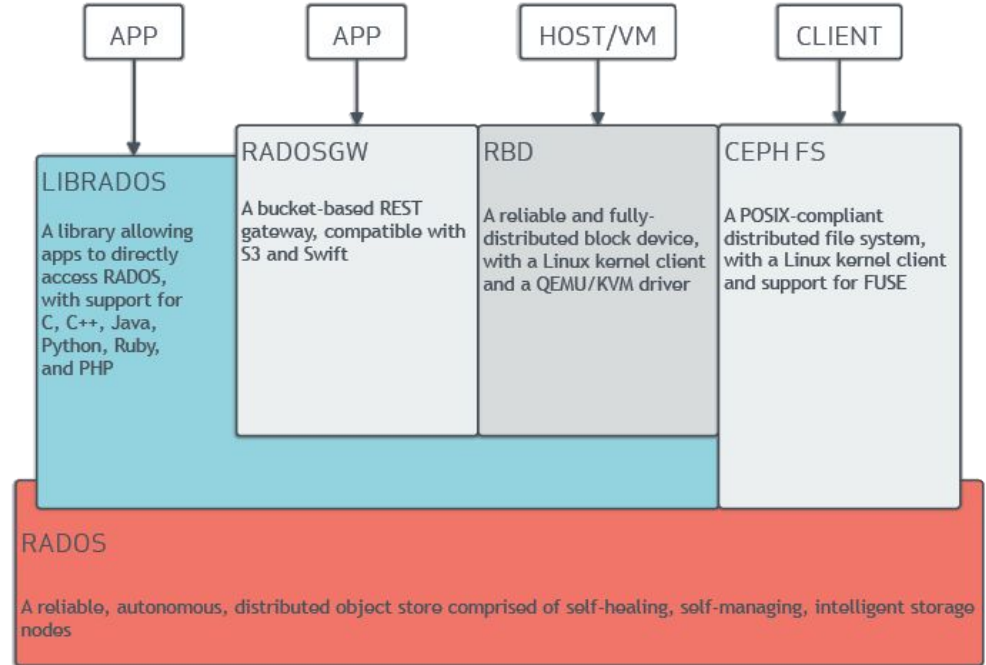 APP
APP
HOST/VM
CLIENT
LIBRADOS
A library allowing
apps to directly
access RADOS,
with support for
C, C++, Java,
Python, Ruby,
and PHP
RADOSGW
A bucket-based REST
gateway, compatible with
S3 and Swift
RBD
A reliable and fully-
distributed block device,
with a Linux kernel client
and a QEMU/KVM driver
CEPH FS
A POSIX-compliant
distributed file system,
with a Linux kernel client
and support for FUSE
RADOS
A reliable, autonomous, distributed object store comprised of self-healing, self-managing, intelligent storage
nodes